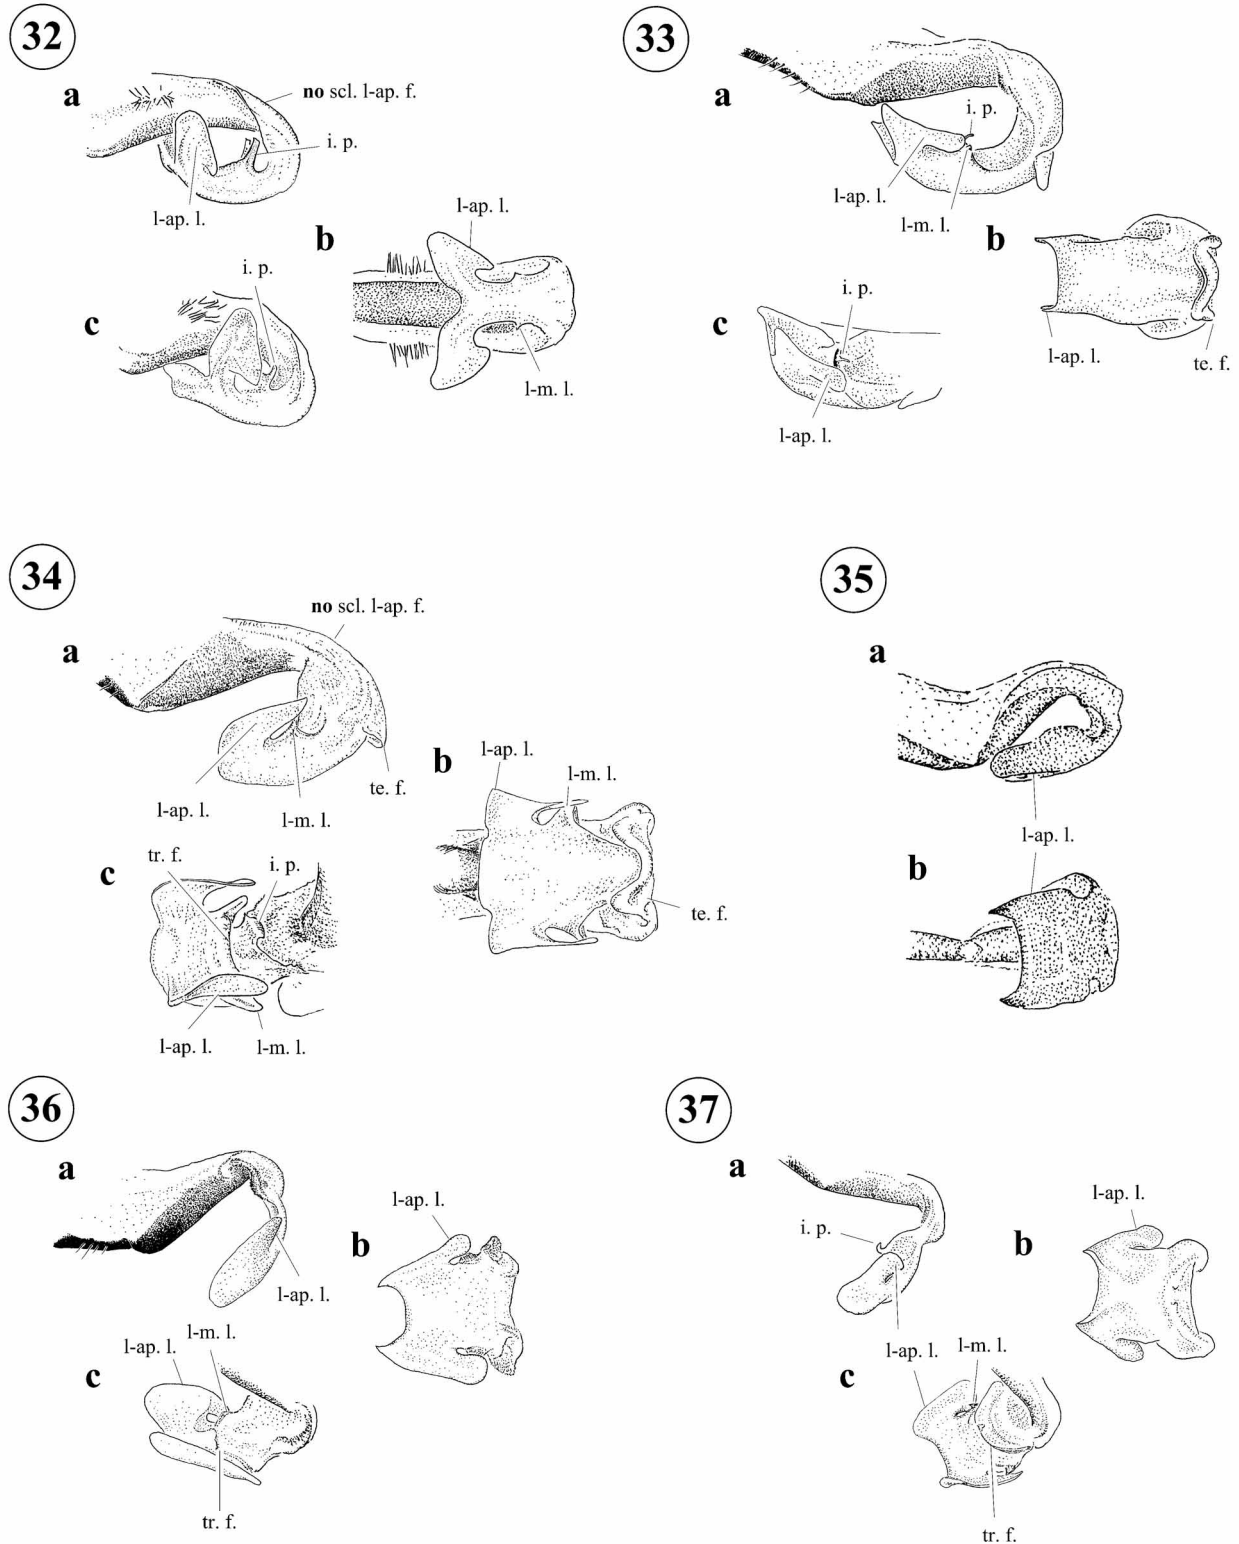 32
a
no scl. l-ap. f.
i. p.
l-ap. l.
b
l-ap. l.
l-m. l.
c
i. p.
33
a
i. p.
l-ap. l.
l-m. l.
b
l-ap. l.
te. f.
c
i. p.
l-ap. l.
34
a
no scl. l-ap. f.
l-ap. l.
l-m. l.
te. f.
b
l-ap. l.
l-m. l.
te. f.
c
tr. f.
i. p.
l-ap. l.
l-m. l.
35
a
l-ap. l.
b
36
a
l-ap. l.
b
l-ap. l.
c
l-ap. l.
l-m. l.
tr. f.
37
a
i. p.
l-ap. l.
b
l-ap. l.
c
l-m. l.
tr. f.